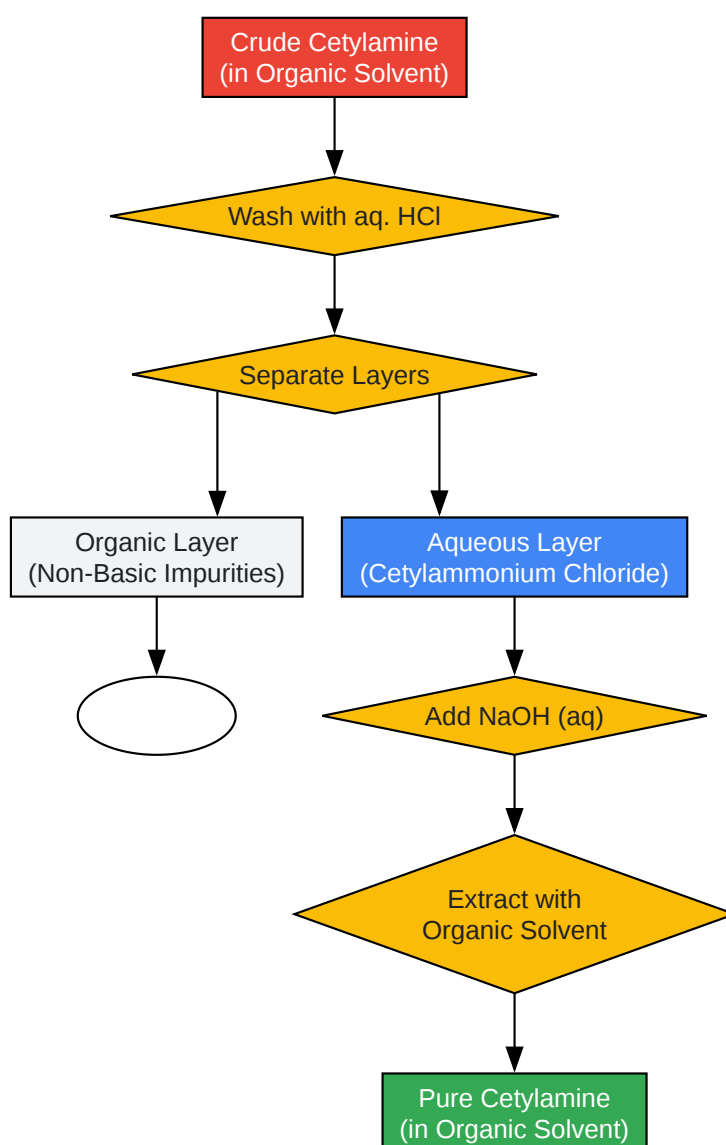 Crude Cetylamine
(in Organic Solvent)
Wash with aq. HCl
Separate Layers
Organic Layer
(Non-Basic Impurities)
Aqueous Layer
(Cetylammonium Chloride)
Add NaOH (aq)
Extract with
Organic Solvent
Pure Cetylamine
(in Organic Solvent)